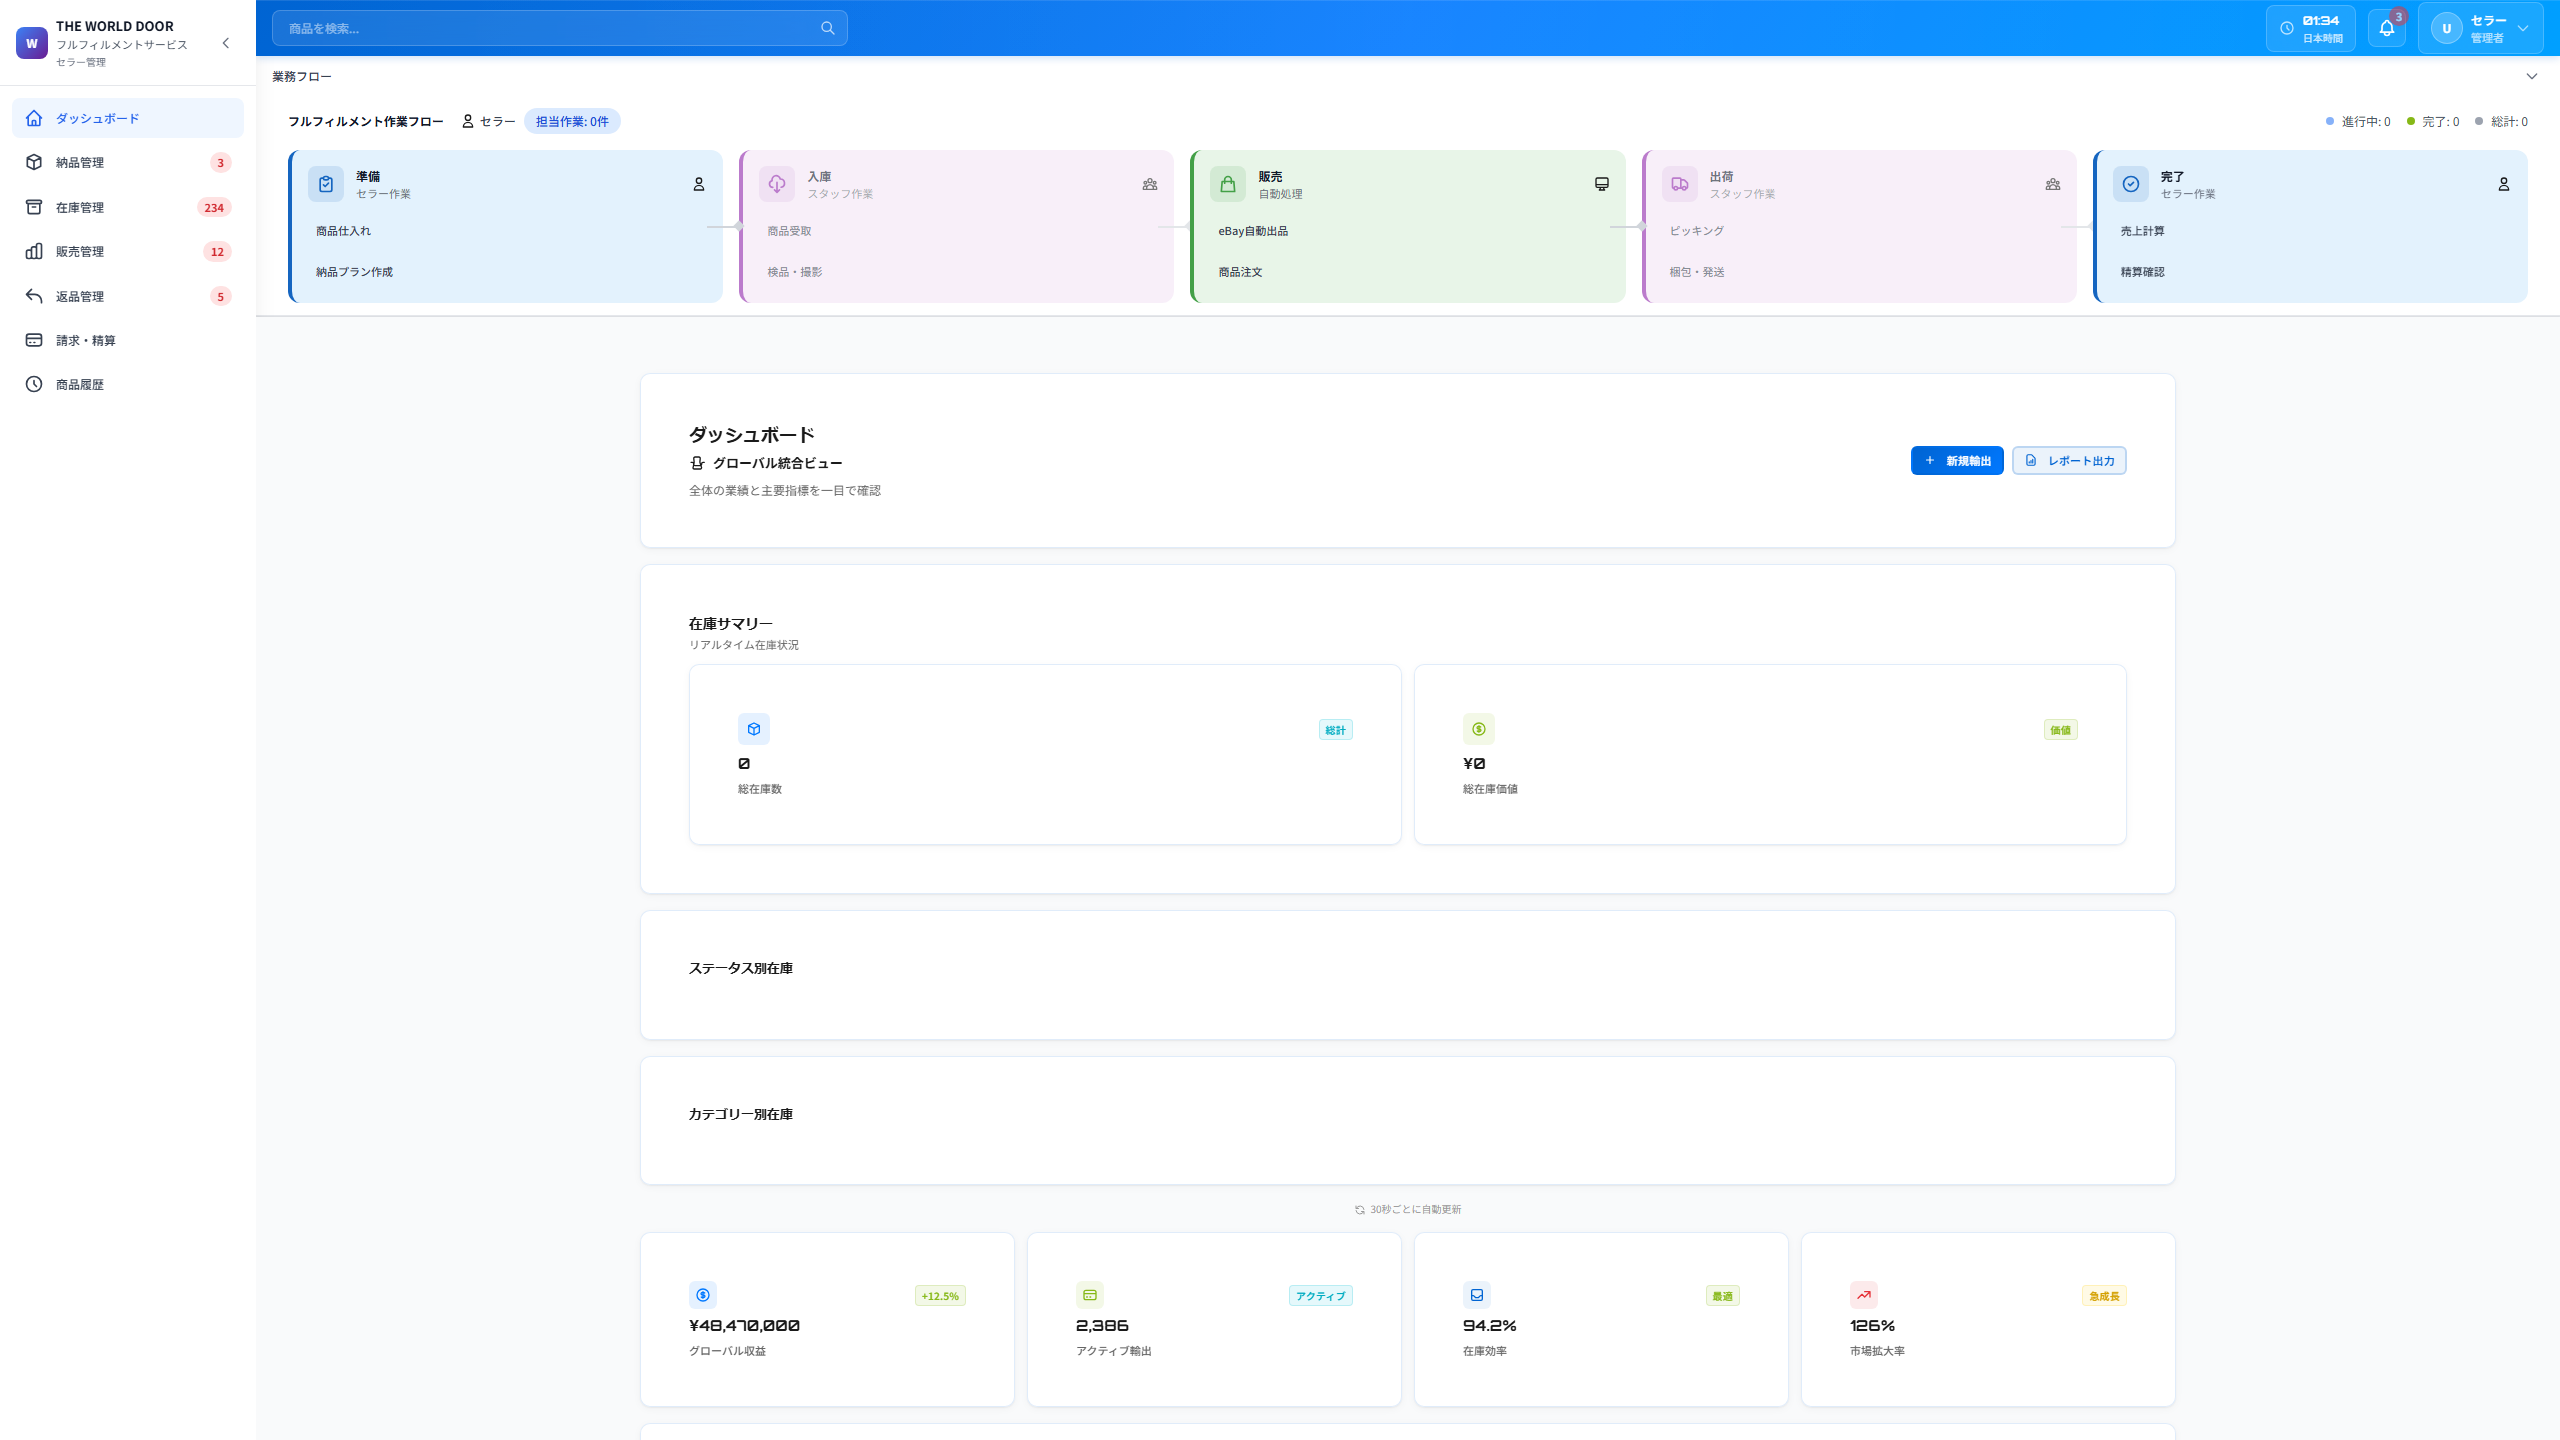 THE WORLD DOOR
フルフィルメントサービス
セラー管理
W
ダッシュボード
納品管理 3
在庫管理 234
販売管理 12
返品管理 5
請求・精算
商品履歴
商品を検索...
01:34
日本時間
3
U
セラー
管理者
業務フロー
フルフィルメント作業フロー セラー 担当作業: 0件
進行中: 0 完了: 0 総計: 0
準備
セラー作業
商品仕入れ
納品プラン作成
入庫
スタッフ作業
商品受取
検品・撮影
販売
自動処理
eBay自動出品
商品注文
出荷
スタッフ作業
ピッキング
梱包・発送
完了
セラー作業
売上計算
精算確認
ダッシュボード
グローバル統合ビュー
全体の業績と主要指標を一目で確認
新規輸出
レポート出力
在庫サマリー
リアルタイム在庫状況
総計
0
総在庫数
価値
¥0
総在庫価値
ステータス別在庫
カテゴリー別在庫
30秒ごとに自動更新
+12.5%
¥48,470,000
グローバル収益
アクティブ
2,386
アクティブ輸出
最適
94.2%
在庫効率
急成長
126%
市場拡大率